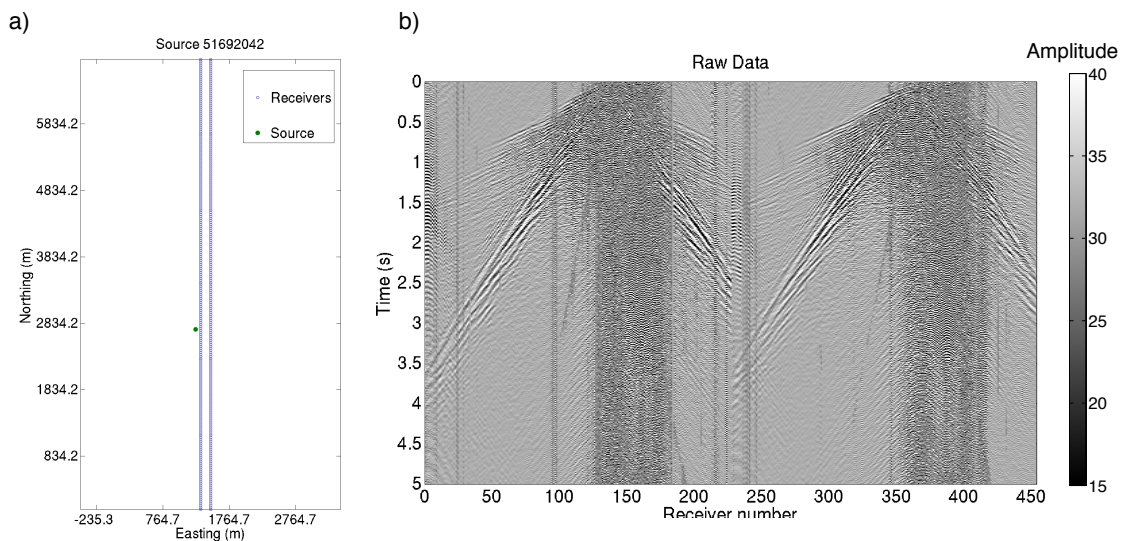 a)
Source 51692042
Receivers
Source
5834.2
4834.2
3834.2
2834.2
1834.2
834.2
Northing (m)
-235.3 764.7 1764.7 2764.7
Easting (m)
b)
Raw Data
0
0.5
1
1.5
2
2.5
3
3.5
4
4.5
5
Time (s)
0 50 100 150 200 250 300 350 400 450
Receiver number
Amplitude
40
35
30
25
20
15